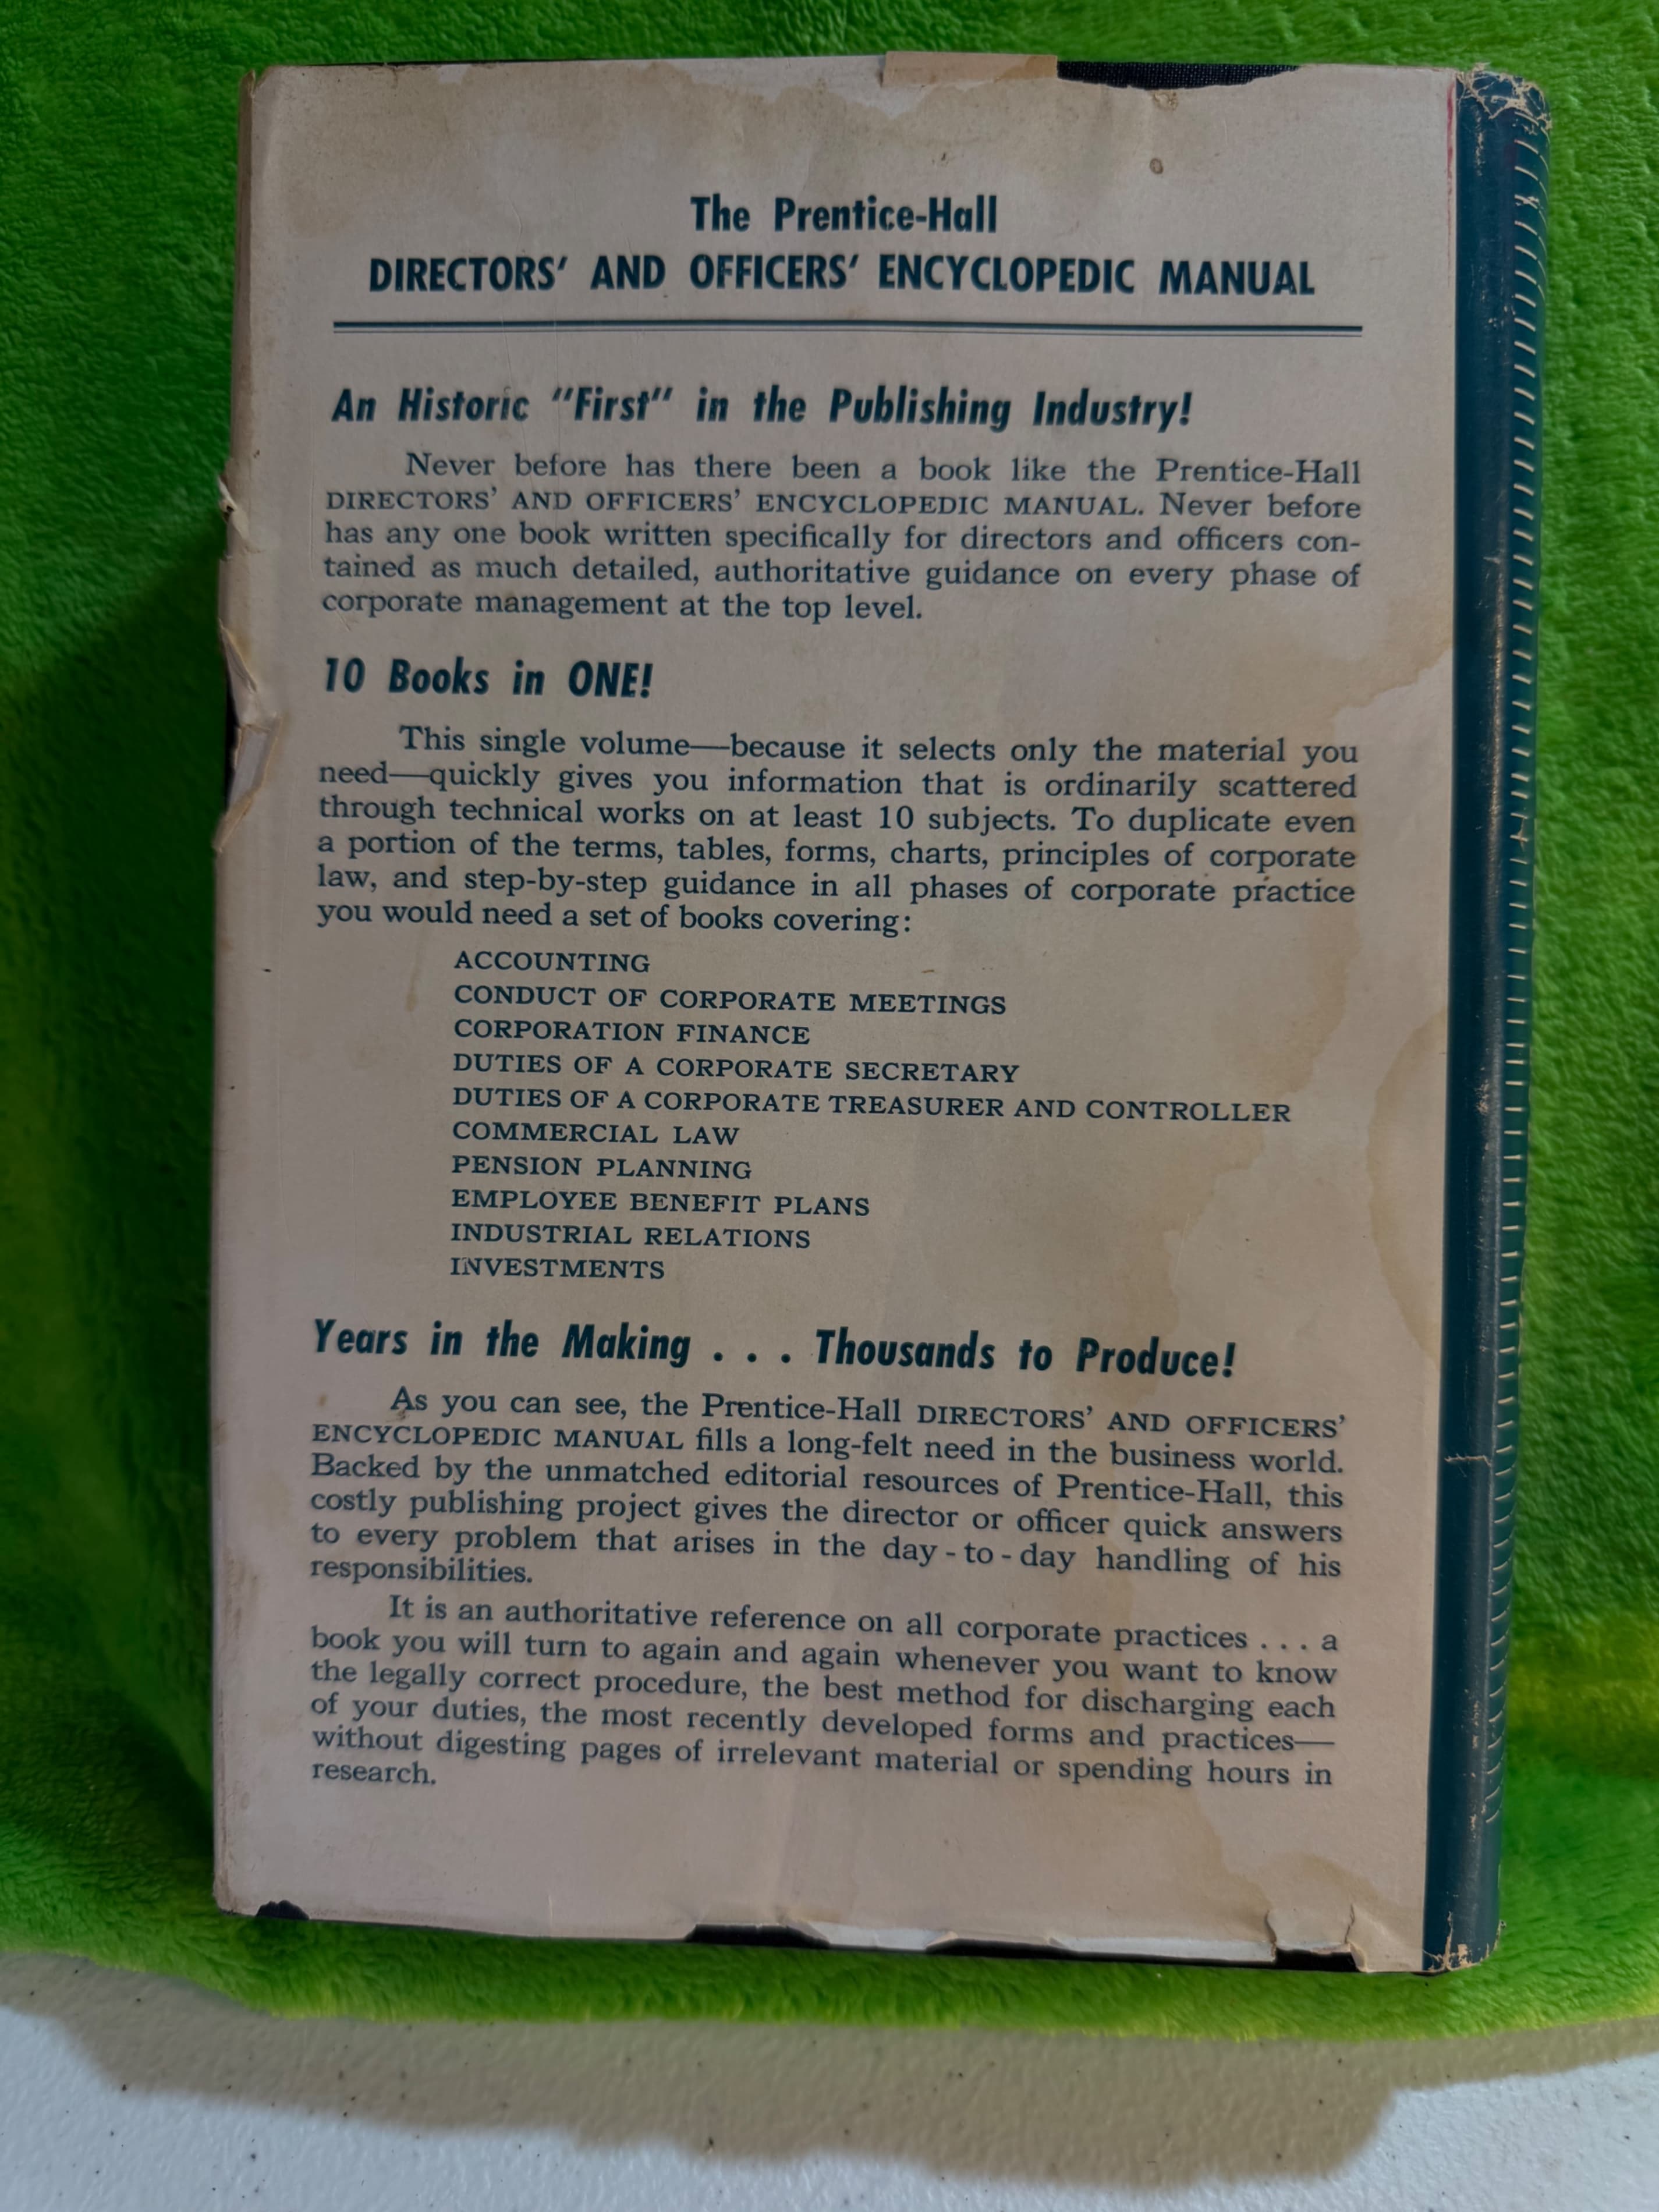 The Prentice-Hall
DIRECTORS' AND OFFICERS' ENCYCLOPEDIC MANUAL
An Historic "First" in the Publishing Industry!
Never before has there been a book like the Prentice-Hall
DIRECTORS' AND OFFICERS' ENCYCLOPEDIC MANUAL. Never before
has any one book written specifically for directors and officers con-
tained as much detailed, authoritative guidance on every phase of
corporate management at the top level.
10 Books in ONE!
This single volume—because it selects only the material you
need—quickly gives you information that is ordinarily scattered
through technical works on at least 10 subjects. To duplicate even
a portion of the terms, tables, forms, charts, principles of corporate
law, and step-by-step guidance in all phases of corporate practice
you would need a set of books covering:
ACCOUNTING
CONDUCT OF CORPORATE MEETINGS
CORPORATION FINANCE
DUTIES OF A CORPORATE SECRETARY
DUTIES OF A CORPORATE TREASURER AND CONTROLLER
COMMERCIAL LAW
PENSION PLANNING
EMPLOYEE BENEFIT PLANS
INDUSTRIAL RELATIONS
INVESTMENTS
Years in the Making . . . Thousands to Produce!
As you can see, the Prentice-Hall DIRECTORS' AND OFFICERS'
ENCYCLOPEDIC MANUAL fills a long-felt need in the business world.
Backed by the unmatched editorial resources of Prentice-Hall, this
costly publishing project gives the director or officer quick answers
to every problem that arises in the day - to - day handling of his
responsibilities.
It is an authoritative reference on all corporate practices . . . a
book you will turn to again and again whenever you want to know
the legally correct procedure, the best method for discharging each
of your duties, the most recently developed forms and practices—
without digesting pages of irrelevant material or spending hours in
research.